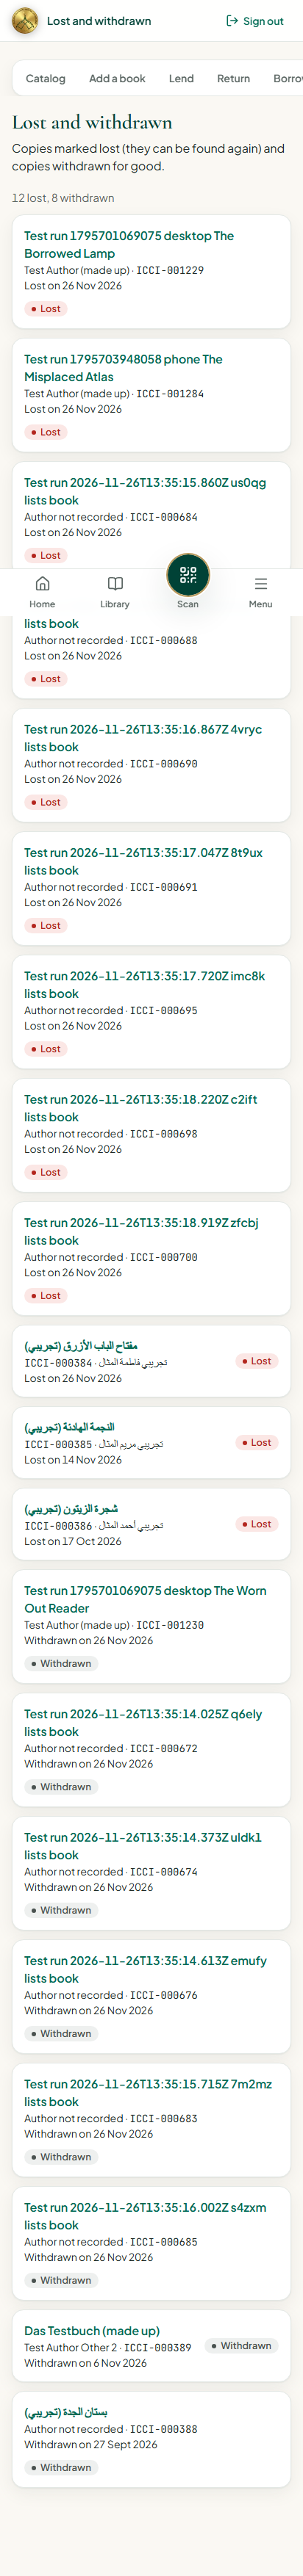 Lost and withdrawn
Sign out
Catalog
Add a book
Lend
Return
Lost and withdrawn
Copies marked lost (they can be found again) and
copies withdrawn for good.
12 lost, 8 withdrawn
Test run 1795701069075 desktop The
Borrowed Lamp
Test Author (made up) · ICCI-001229
Lost on 26 Nov 2026
Lost
Test run 1795703948058 phone The
Misplaced Atlas
Test Author (made up) · ICCI-001284
Lost on 26 Nov 2026
Lost
Test run 2026-11-26T13:35:15.860Z us0qg
lists book
Author not recorded · ICCI-000684
Lost on 26 Nov 2026
Lost
Home
Library
Scan
Menu
lists book
Author not recorded · ICCI-000688
Lost on 26 Nov 2026
Lost
Test run 2026-11-26T13:35:16.867Z 4vryc
lists book
Author not recorded · ICCI-000690
Lost on 26 Nov 2026
Lost
Test run 2026-11-26T13:35:17.047Z 8t9ux
lists book
Author not recorded · ICCI-000691
Lost on 26 Nov 2026
Lost
Test run 2026-11-26T13:35:17.720Z imc8k
lists book
Author not recorded · ICCI-000695
Lost on 26 Nov 2026
Lost
Test run 2026-11-26T13:35:18.220Z c2ift
lists book
Author not recorded · ICCI-000698
Lost on 26 Nov 2026
Lost
Test run 2026-11-26T13:35:18.919Z zfcbj
lists book
Author not recorded · ICCI-000700
Lost on 26 Nov 2026
Lost
مفتاح الباب الأزرق (تجريبي)
تجريبي فاطمة المثال · ICCI-000384
Lost on 26 Nov 2026
Lost
النجمة الهادئة (تجريبي)
تجريبي مريم المثال · ICCI-000385
Lost on 14 Nov 2026
Lost
شجرة الزيتون (تجريبي)
تجريبي أحمد المثال · ICCI-000386
Lost on 17 Oct 2026
Lost
Test run 1795701069075 desktop The Worn
Out Reader
Test Author (made up) · ICCI-001230
Withdrawn on 26 Nov 2026
Withdrawn
Test run 2026-11-26T13:35:14.025Z q6ely
lists book
Author not recorded · ICCI-000672
Withdrawn on 26 Nov 2026
Withdrawn
Test run 2026-11-26T13:35:14.373Z uldk1
lists book
Author not recorded · ICCI-000674
Withdrawn on 26 Nov 2026
Withdrawn
Test run 2026-11-26T13:35:14.613Z emufy
lists book
Author not recorded · ICCI-000676
Withdrawn on 26 Nov 2026
Withdrawn
Test run 2026-11-26T13:35:15.715Z 7m2mz
lists book
Author not recorded · ICCI-000683
Withdrawn on 26 Nov 2026
Withdrawn
Test run 2026-11-26T13:35:16.002Z s4zxm
lists book
Author not recorded · ICCI-000685
Withdrawn on 26 Nov 2026
Withdrawn
Das Testbuch (made up)
Test Author Other 2 · ICCI-000389
Withdrawn on 6 Nov 2026
Withdrawn
بستان الجدة (تجريبي)
Author not recorded · ICCI-000388
Withdrawn on 27 Sept 2026
Withdrawn